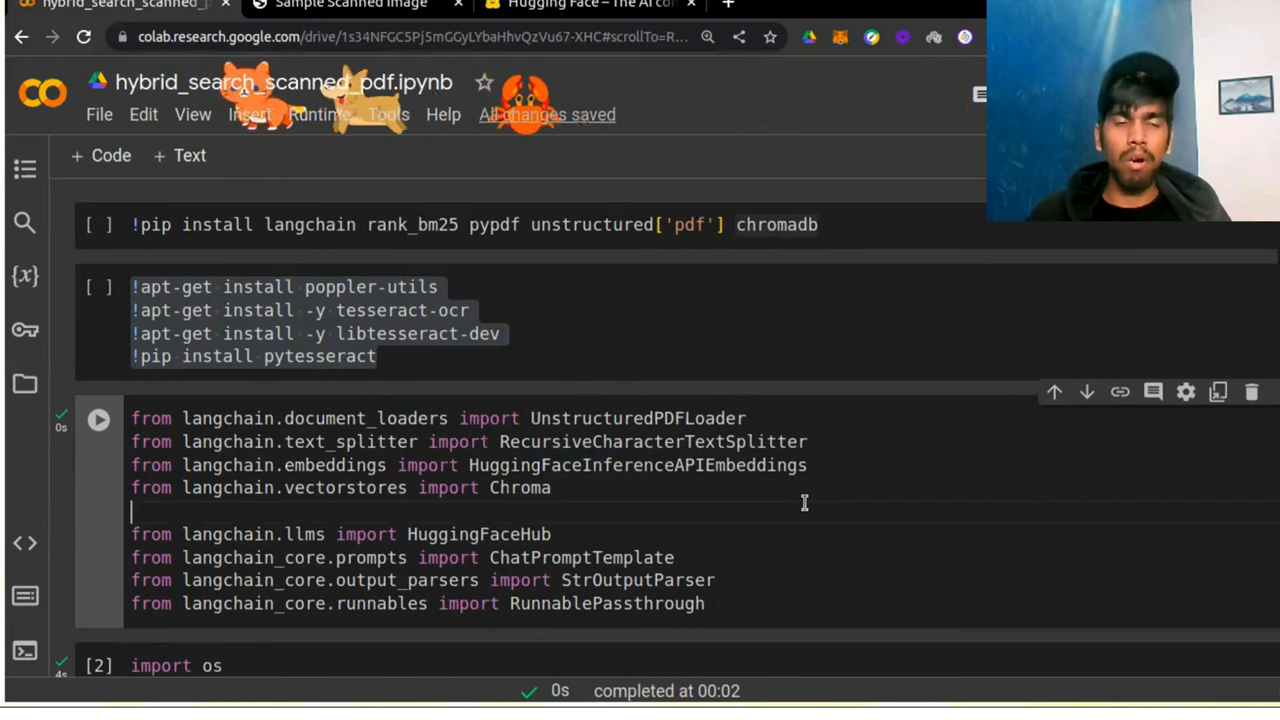 hybrid_search_scanned_p
Sample Scanned Image
Hugging Face – The AI co
colab.research.google.com/drive/1s34NFGC5Pj5mGGyLYbaHhvQzVu67-XHC#scrollTo=R...
hybrid_search_scanned_pdf.ipynb
File Edit View Insert Runtime Tools Help All changes saved
+ Code + Text
[ ] !pip install langchain rank_bm25 pypdf unstructured['pdf'] chromadb
[ ] !apt-get install poppler-utils
!apt-get install -y tesseract-ocr
!apt-get install -y libtesseract-dev
!pip install pytesseract
from langchain.document_loaders import UnstructuredPDFLoader
0s
from langchain.text_splitter import RecursiveCharacterTextSplitter
from langchain.embeddings import HuggingFaceInferenceAPIEmbeddings
from langchain.vectorstores import Chroma
from langchain.llms import HuggingFaceHub
from langchain_core.prompts import ChatPromptTemplate
from langchain_core.output_parsers import StrOutputParser
from langchain_core.runnables import RunnablePassthrough
[2] import os
4s
0s completed at 00:02